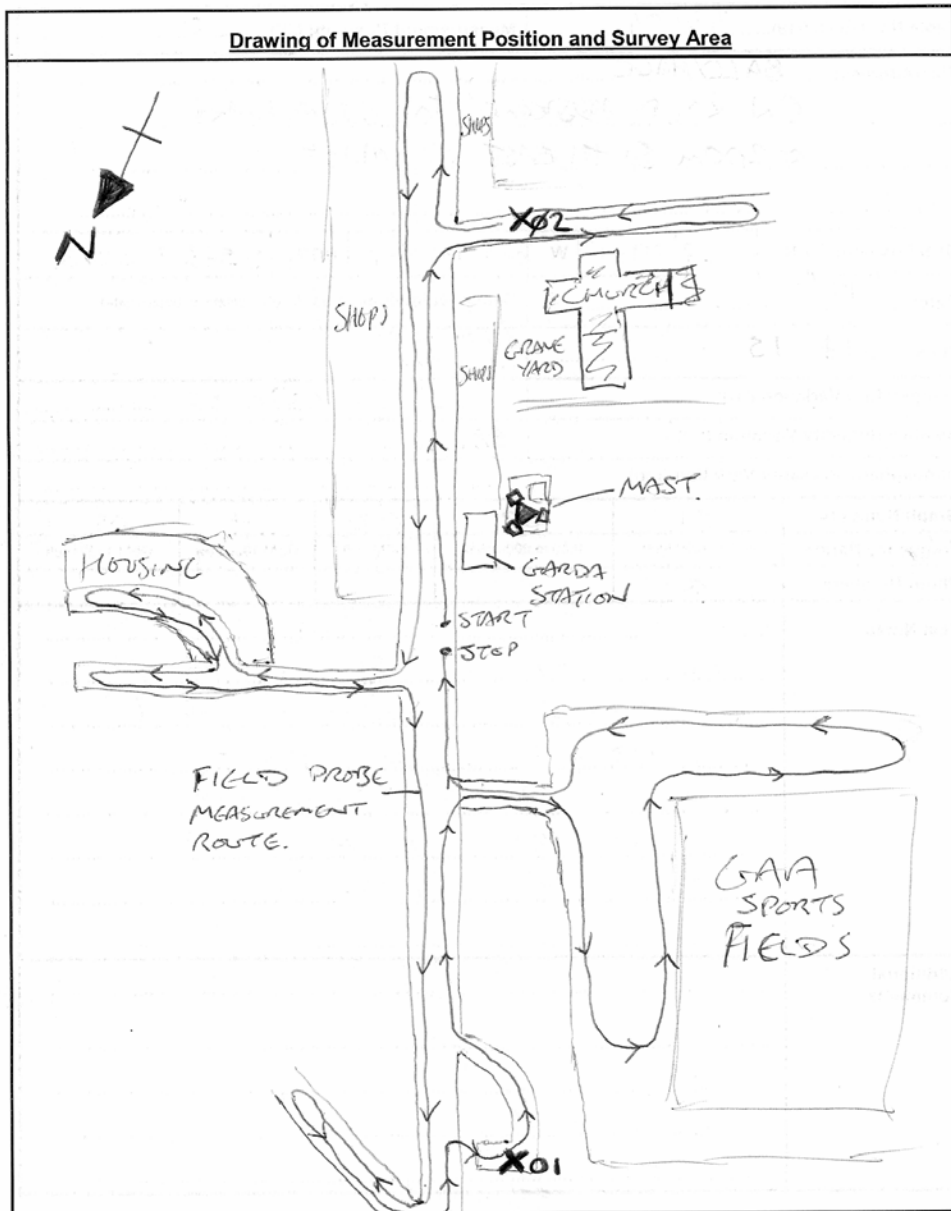 Drawing of Measurement Position and Survey Area
SHOPS
N
X02
SHOPS
CHURCH
GRAVE
YARD
SHOPS
MAST.
HOUSING
GARDA
STATION
START
STOP
FIELD PROBE
MEASUREMENT
ROUTE.
GAA
SPORTS
FIELDS
X01